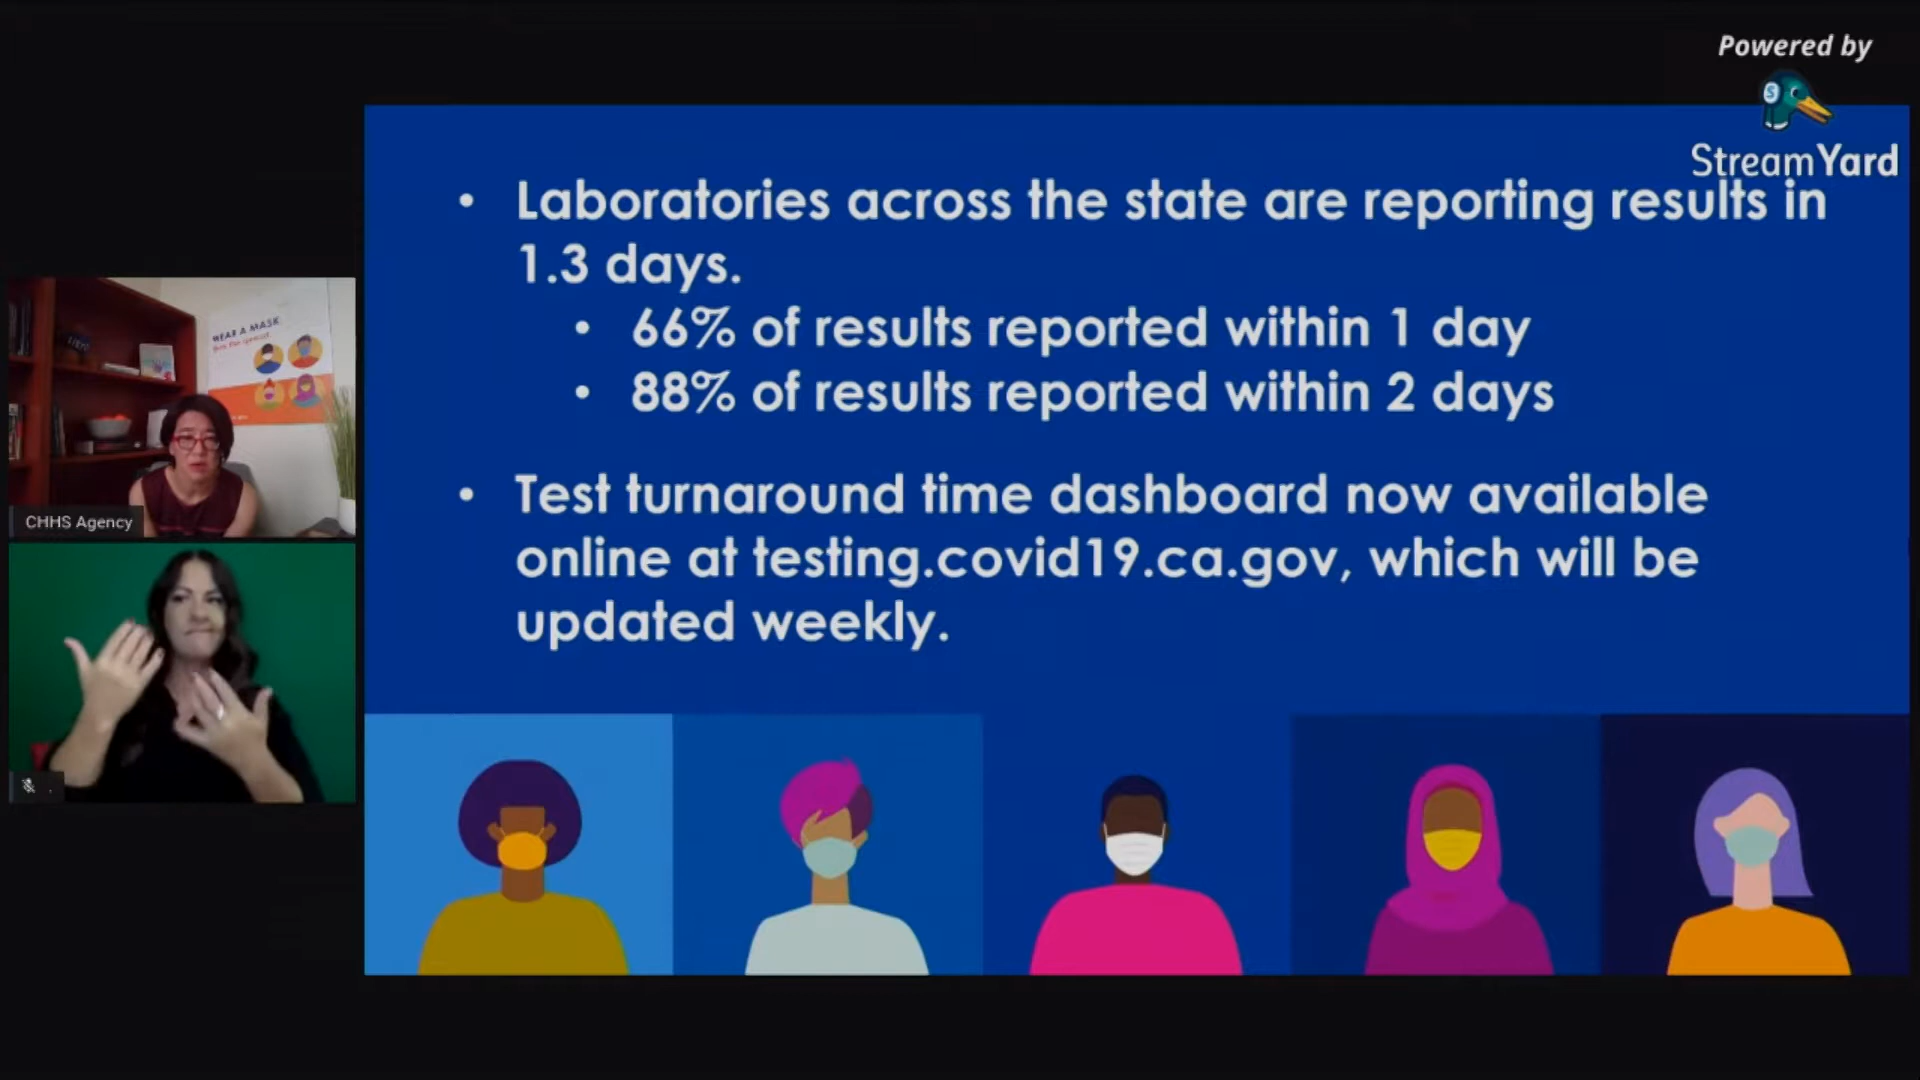 Powered by
StreamYard
• Laboratories across the state are reporting results in
1.3 days.
• 66% of results reported within 1 day
• 88% of results reported within 2 days
• Test turnaround time dashboard now available
online at testing.covid19.ca.gov, which will be
updated weekly.
WEAR A MASK
CHHS Agency
.